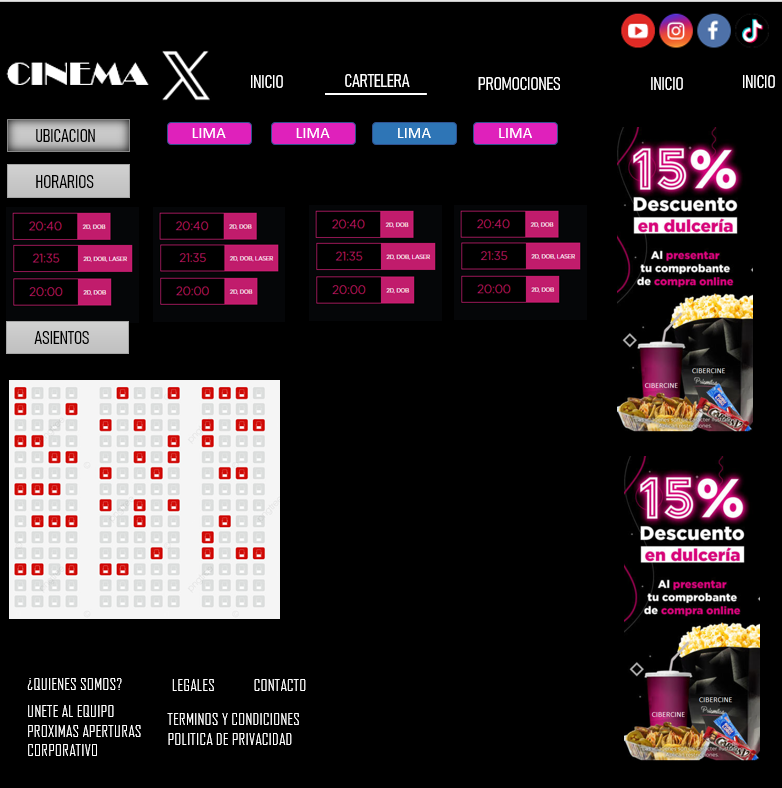 CINEMA X
INICIO
CARTELERA
PROMOCIONES
INICIO
INICIO
UBICACION
LIMA
LIMA
LIMA
LIMA
HORARIOS
20:40 2D, DOB
21:35 2D, DOB, LASER
20:00 2D, DOB
20:40 2D, DOB
21:35 2D, DOB, LASER
20:00 2D, DOB
20:40 2D, DOB
21:35 2D, DOB, LASER
20:00 2D, DOB
20:40 2D, DOB
21:35 2D, DOB, LASER
20:00 2D, DOB
ASIENTOS
15%
Descuento
en dulcería
Al presentar
tu comprobante
de compra online
CIBERCINE
CIBERCINE
15%
Descuento
en dulcería
Al presentar
tu comprobante
de compra online
CIBERCINE
CIBERCINE
¿QUIENES SOMOS?
UNETE AL EQUIPO
PROXIMAS APERTURAS
CORPORATIVO
LEGALES
TERMINOS Y CONDICIONES
POLITICA DE PRIVACIDAD
CONTACTO